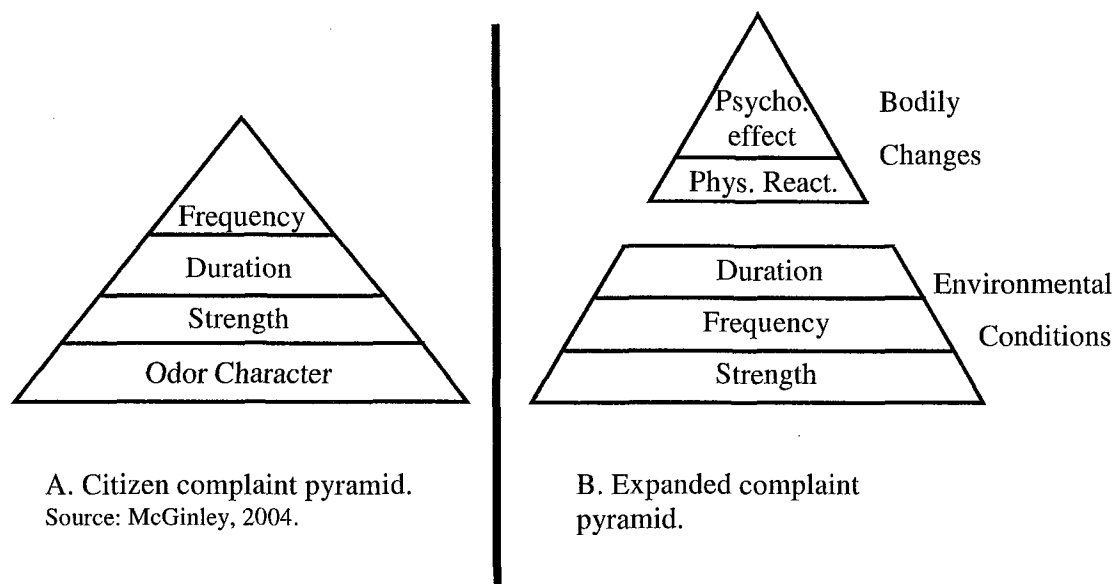 Frequency
Duration
Strength
Odor Character
A. Citizen complaint pyramid.
Source: McGinley, 2004.
Psycho.
effect
Phys. React.
Bodily
Changes
Duration
Frequency
Strength
Environmental
Conditions
B. Expanded complaint
pyramid.